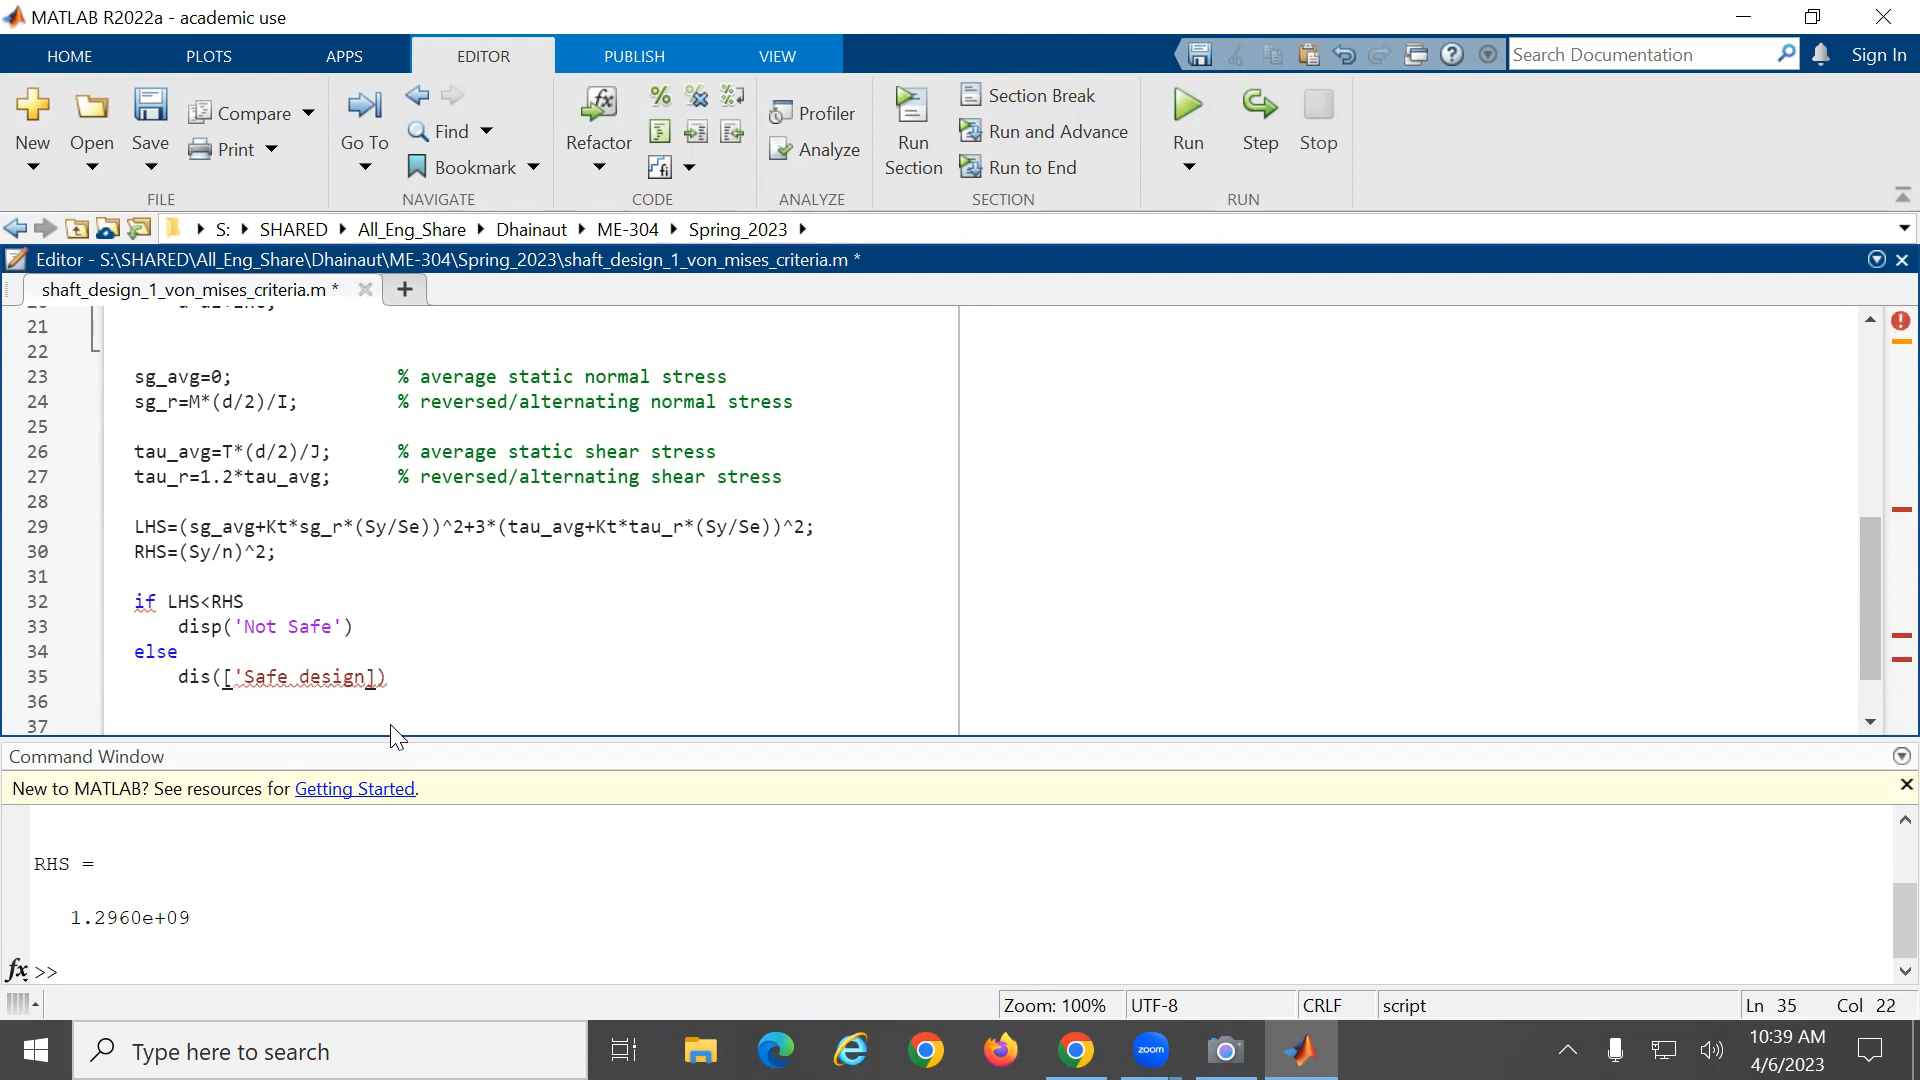 MATLAB R2022a - academic use
HOME PLOTS APPS EDITOR PUBLISH VIEW Search Documentation Sign In
New Open Save Compare Print Go To Find Bookmark Refactor Profiler Analyze Run Section Section Break Run and Advance Run to End Run Step Stop
FILE NAVIGATE CODE ANALYZE SECTION RUN
S: SHARED All_Eng_Share Dhainaut ME-304 Spring_2023
Editor - S:\SHARED\All_Eng_Share\Dhainaut\ME-304\Spring_2023\shaft_design_1_von_mises_criteria.m *
shaft_design_1_von_mises_criteria.m *
21
22
23 sg_avg=0; % average static normal stress
24 sg_r=M*(d/2)/I; % reversed/alternating normal stress
25
26 tau_avg=T*(d/2)/J; % average static shear stress
27 tau_r=1.2*tau_avg; % reversed/alternating shear stress
28
29 LHS=(sg_avg+Kt*sg_r*(Sy/Se))^2+3*(tau_avg+Kt*tau_r*(Sy/Se))^2;
30 RHS=(Sy/n)^2;
31
32 if LHS<RHS
33 disp('Not Safe')
34 else
35 dis(['Safe design])
36
37
Command Window
New to MATLAB? See resources for Getting Started.
RHS =
1.2960e+09
fx >>
Zoom: 100% UTF-8 CRLF script Ln 35 Col 22
Type here to search zoom 10:39 AM
4/6/2023